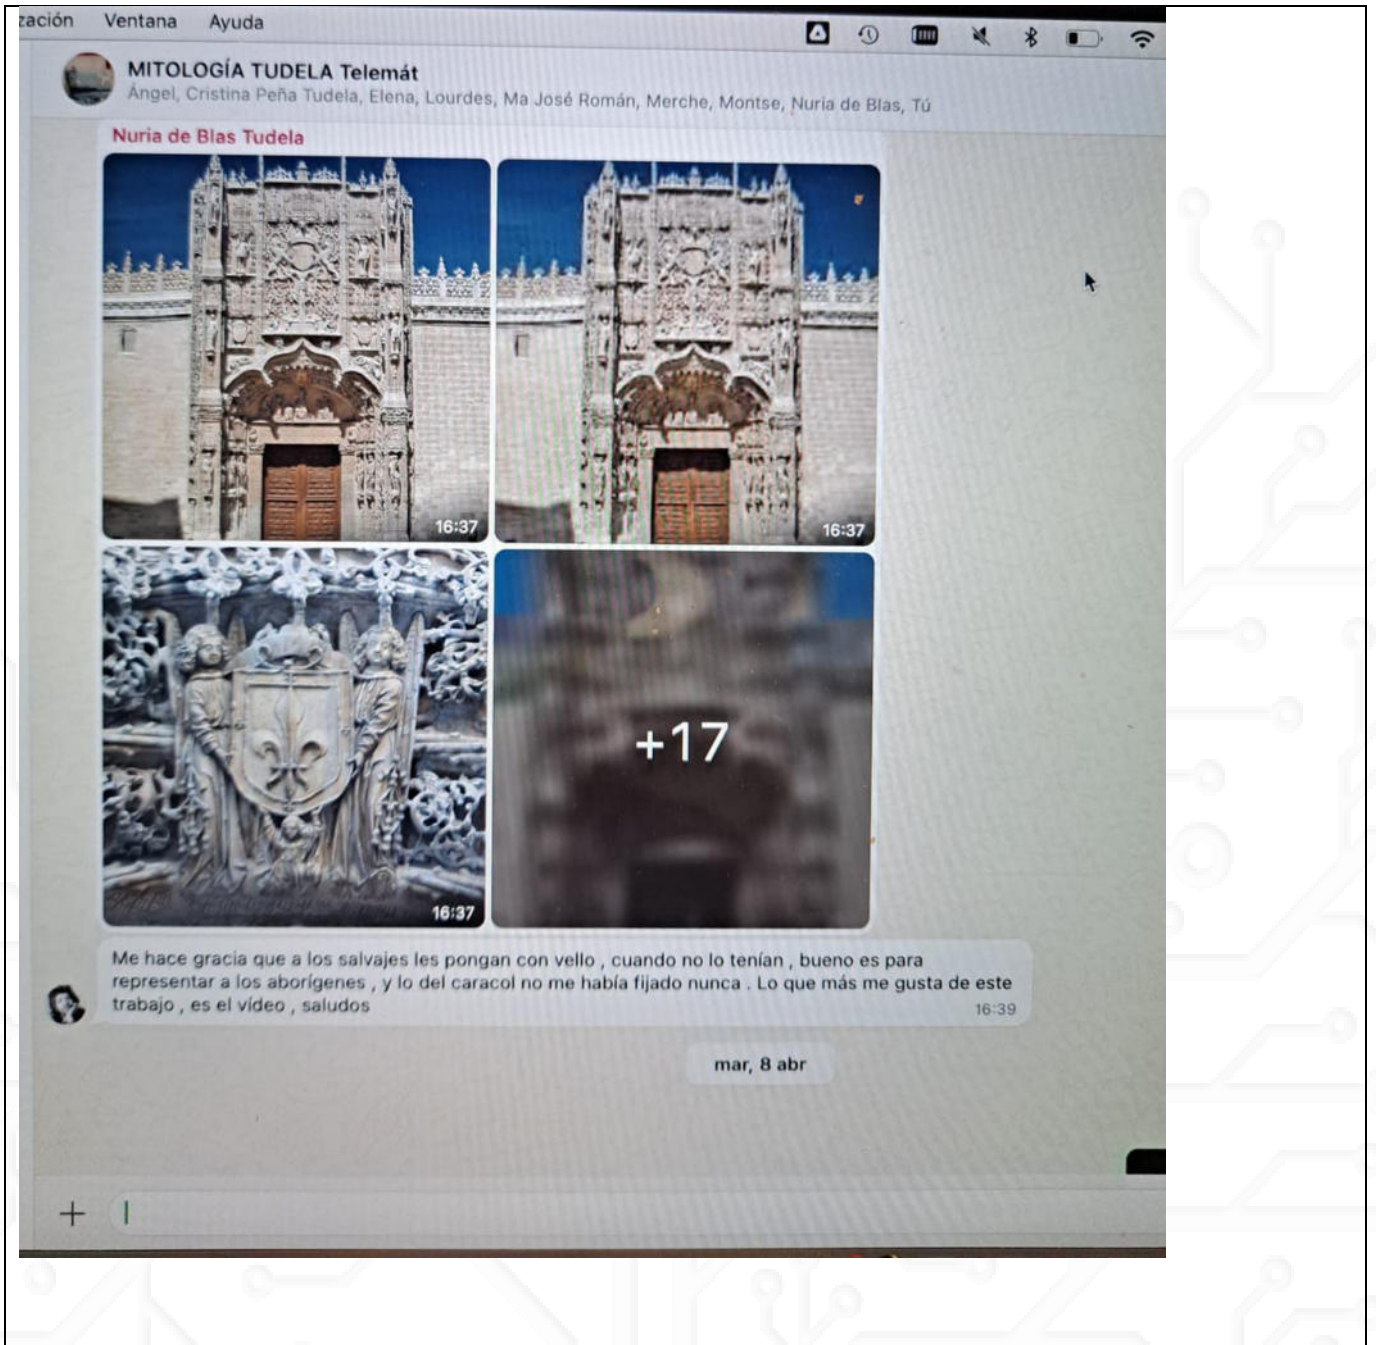 zación Ventana Ayuda
MITOLOGÍA TUDELA Telemát
Ángel, Cristina Peña Tudela, Elena, Lourdes, Ma José Román, Merche, Montse, Nuria de Blas, Tú
Nuria de Blas Tudela
16:37
16:37
+17
16:37
Me hace gracia que a los salvajes les pongan con vello , cuando no lo tenían , bueno es para
representar a los aborígenes , y lo del caracol no me había fijado nunca . Lo que más me gusta de este
trabajo , es el vídeo , saludos
16:39
mar, 8 abr